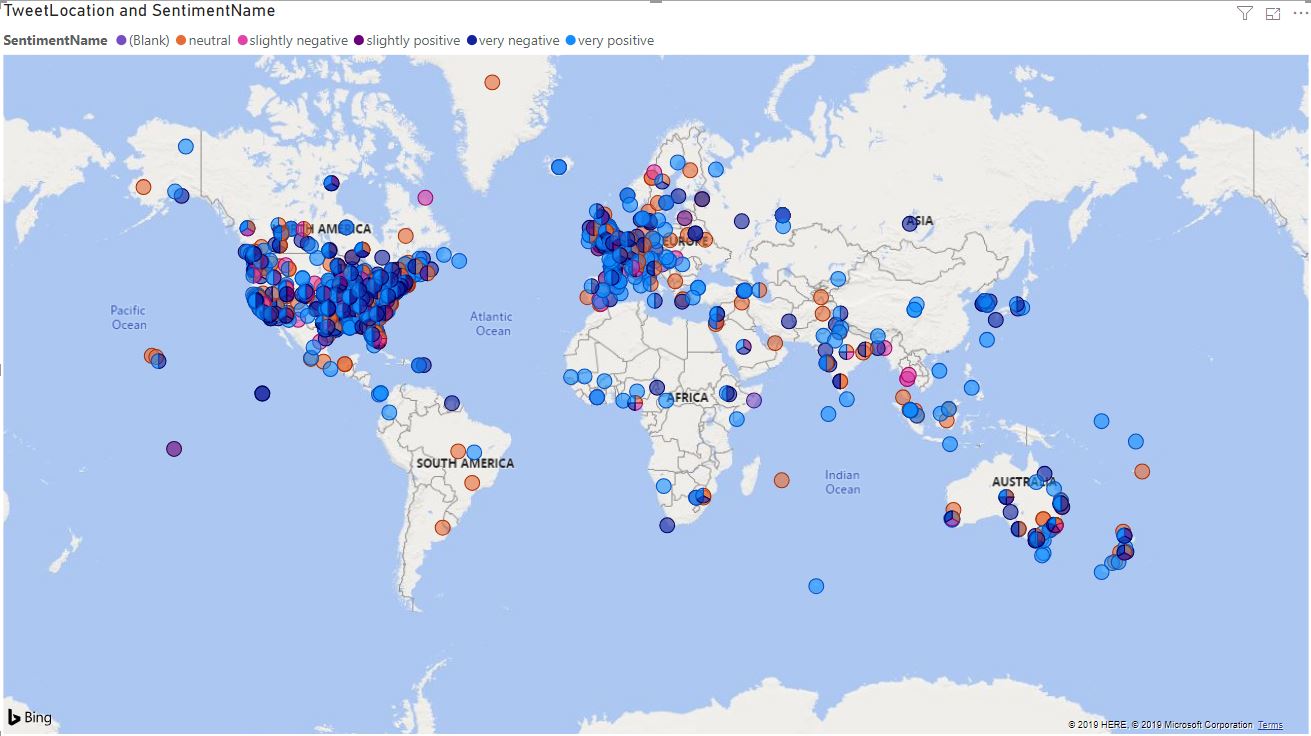 TweetLocation and SentimentName
SentimentName (Blank) neutral slightly negative slightly positive very negative very positive
ASIA
H AMERICA
EUROPE
Pacific
Ocean
Atlantic
Ocean
AFRICA
SOUTH AMERICA
Indian
Ocean
AUSTRALIA
Bing
© 2019 HERE, © 2019 Microsoft Corporation Terms